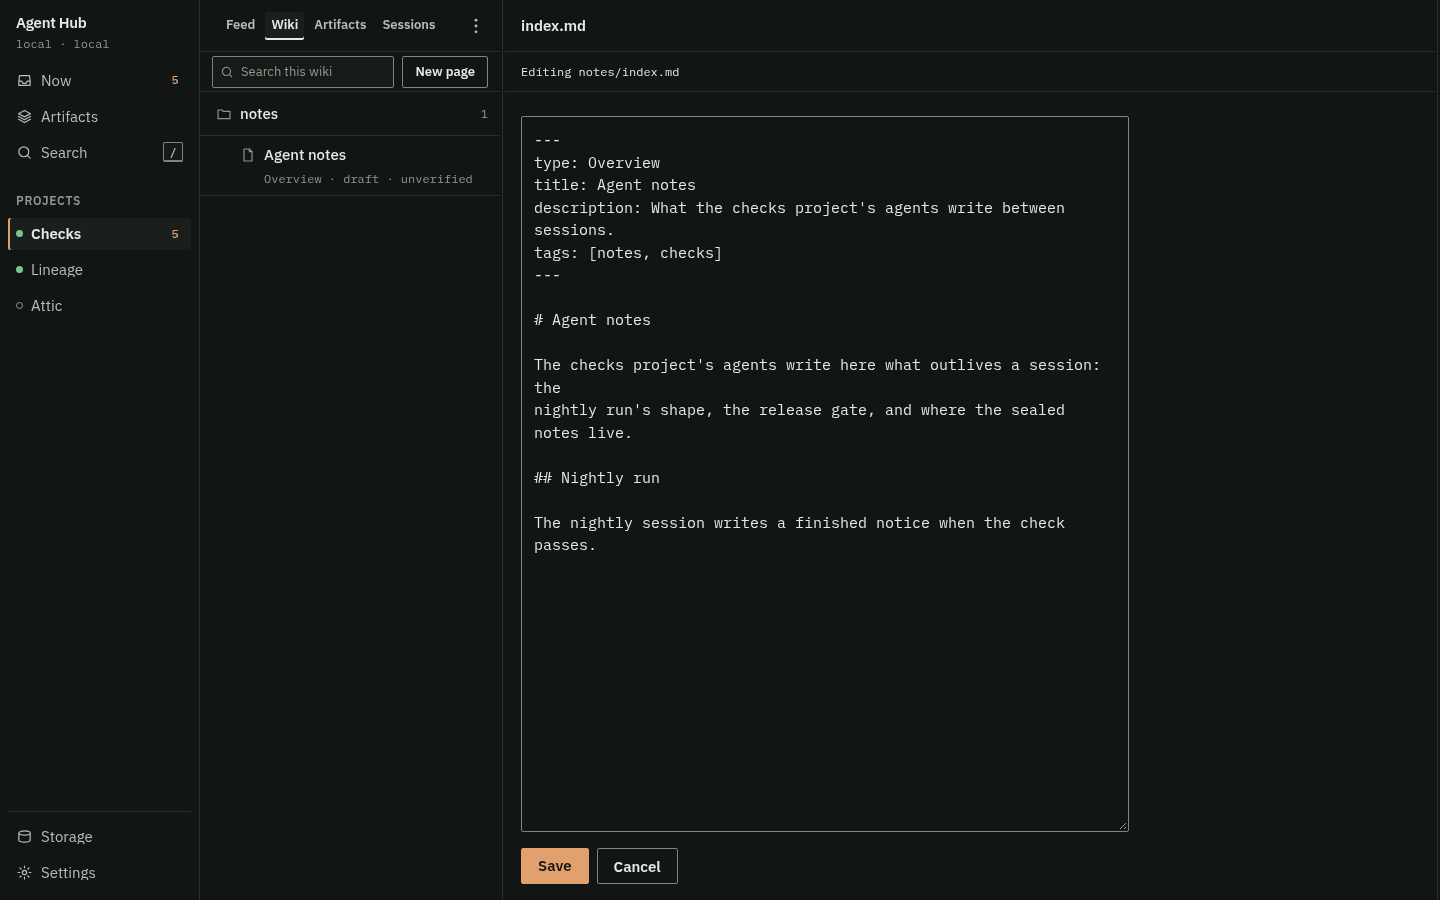 Agent Hub
local · local
Now 5
Artifacts
Search /
PROJECTS
Checks 5
Lineage
Attic
Storage
Settings
Feed Wiki Artifacts Sessions
Search this wiki New page
notes 1
Agent notes
Overview · draft · unverified
index.md
Editing notes/index.md
---
type: Overview
title: Agent notes
description: What the checks project's agents write between
sessions.
tags: [notes, checks]
---
# Agent notes
The checks project's agents write here what outlives a session:
the
nightly run's shape, the release gate, and where the sealed
notes live.
## Nightly run
The nightly session writes a finished notice when the check
passes.
Save Cancel